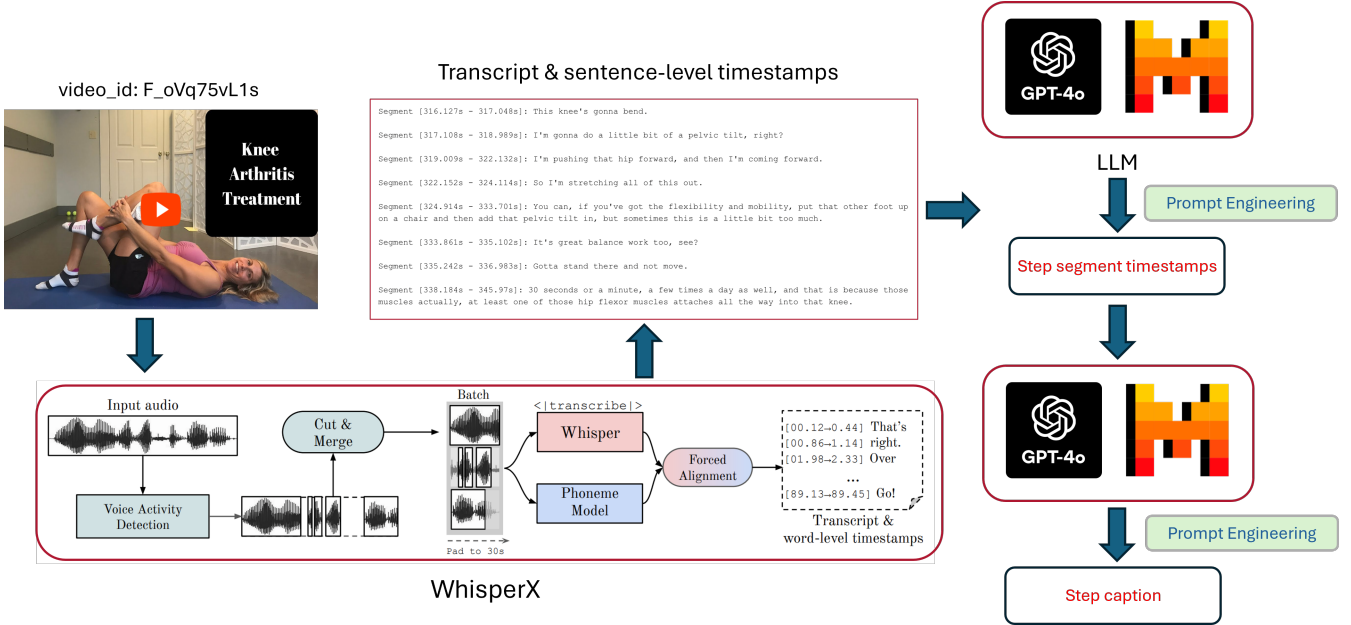 video_id: F_oVq75vL1s
Knee
Arthritis
Treatment
Transcript & sentence-level timestamps
Segment [316.127s - 317.048s]: This knee's gonna bend.
Segment [317.108s - 318.989s]: I'm gonna do a little bit of a pelvic tilt, right?
Segment [319.009s - 322.132s]: I'm pushing that hip forward, and then I'm coming forward.
Segment [322.152s - 324.114s]: So I'm stretching all of this out.
Segment [324.914s - 333.701s]: You can, if you've got the flexibility and mobility, put that other foot up
on a chair and then add that pelvic tilt in, but sometimes this is a little bit too much.
Segment [333.861s - 335.102s]: It's great balance work too, see?
Segment [335.242s - 336.983s]: Gotta stand there and not move.
Segment [338.184s - 345.97s]: 30 seconds or a minute, a few times a day as well, and that is because those
muscles actually, at least one of those hip flexor muscles attaches all the way into that knee.
Input audio
Voice Activity
Detection
Cut &
Merge
Batch
Pad to 30s
<|transcribe|>
Whisper
Phoneme
Model
Forced
Alignment
[00.12→0.44] That's
[00.86→1.14] right.
[01.98→2.33] Over
...
[89.13→89.45] Go!
Transcript &
word-level timestamps
WhisperX
GPT-4o
LLM
Prompt Engineering
Step segment timestamps
GPT-4o
Prompt Engineering
Step caption